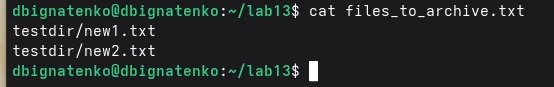 dbignatenko@dbignatenko:~/lab13$ cat files_to_archive.txt
testdir/new1.txt
testdir/new2.txt
dbignatenko@dbignatenko:~/lab13$